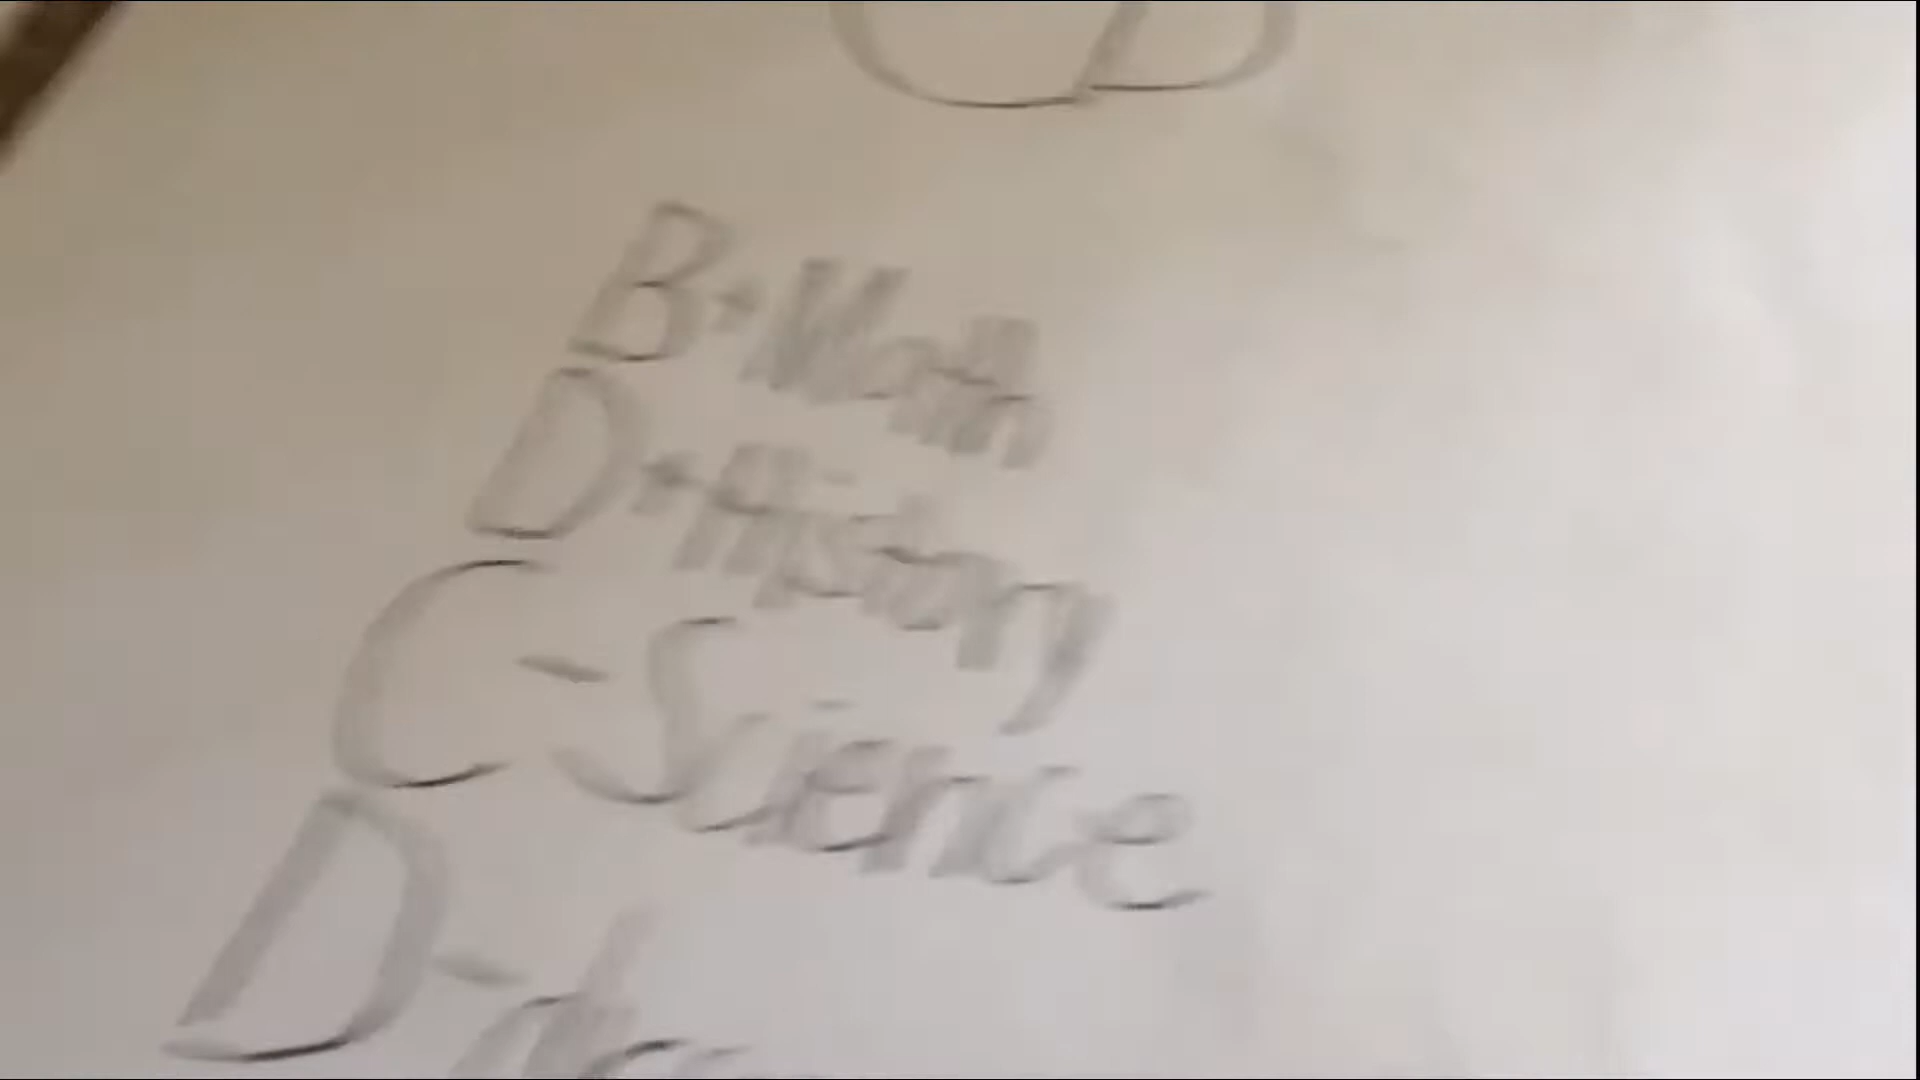 B+ Math
D+ History
C- Science
D-